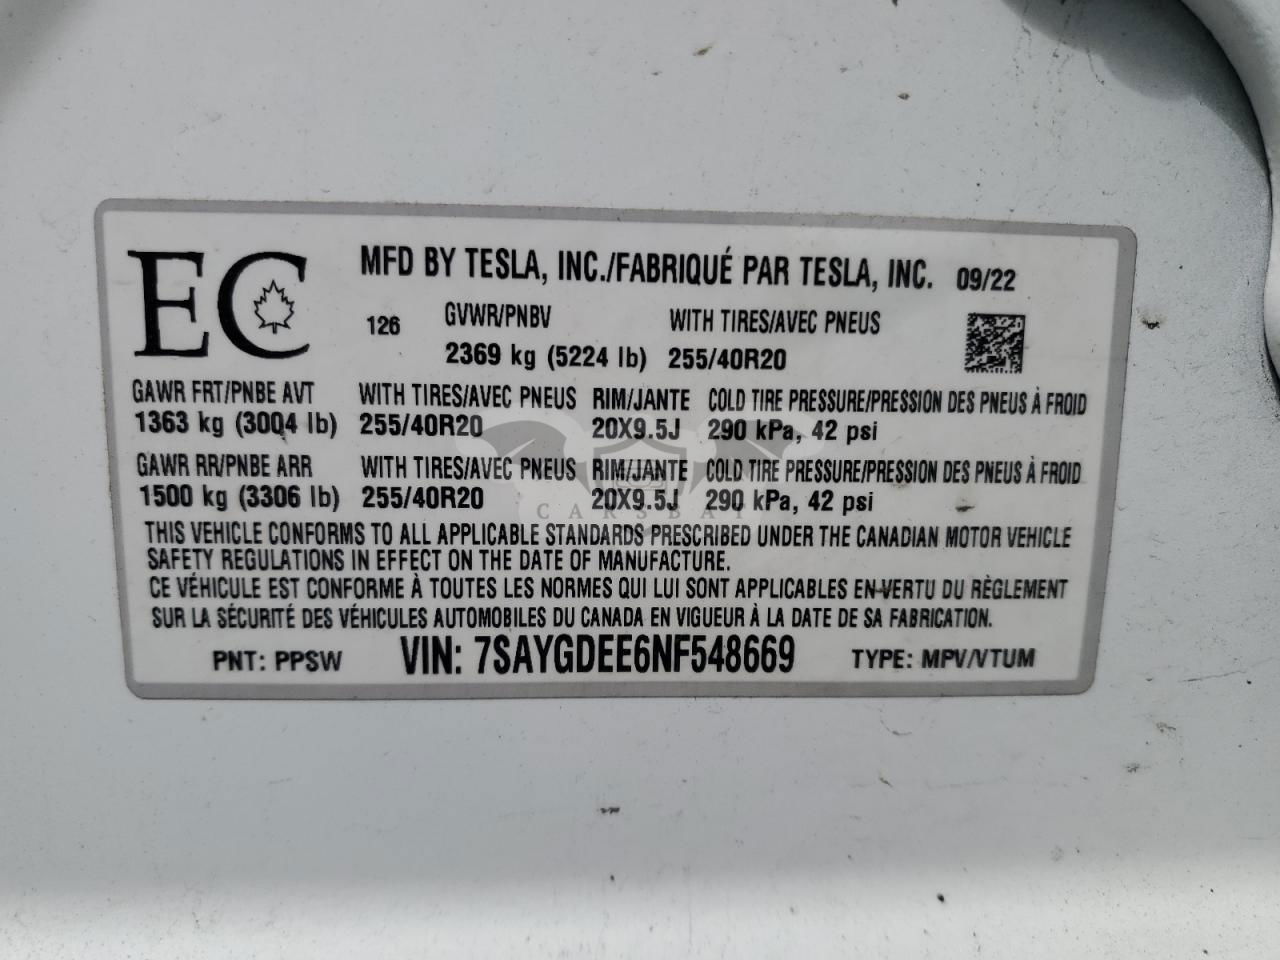 EC MFD BY TESLA, INC./FABRIQUÉ PAR TESLA, INC. 09/22
126 GVWR/PNBV WITH TIRES/AVEC PNEUS
2369 kg (5224 lb) 255/40R20
GAWR FRT/PNBE AVT WITH TIRES/AVEC PNEUS RIM/JANTE COLD TIRE PRESSURE/PRESSION DES PNEUS À FROID
1363 kg (3004 lb) 255/40R20 20X9.5J 290 kPa, 42 psi
GAWR RR/PNBE ARR WITH TIRES/AVEC PNEUS RIM/JANTE COLD TIRE PRESSURE/PRESSION DES PNEUS À FROID
1500 kg (3306 lb) 255/40R20 20X9.5J 290 kPa, 42 psi
CARSBAT
THIS VEHICLE CONFORMS TO ALL APPLICABLE STANDARDS PRESCRIBED UNDER THE CANADIAN MOTOR VEHICLE
SAFETY REGULATIONS IN EFFECT ON THE DATE OF MANUFACTURE.
CE VÉHICULE EST CONFORME À TOUTES LES NORMES QUI LUI SONT APPLICABLES EN VERTU DU RÈGLEMENT
SUR LA SÉCURITÉ DES VÉHICULES AUTOMOBILES DU CANADA EN VIGUEUR À LA DATE DE SA FABRICATION.
PNT: PPSW VIN: 7SAYGDEE6NF548669 TYPE: MPV/VTUM